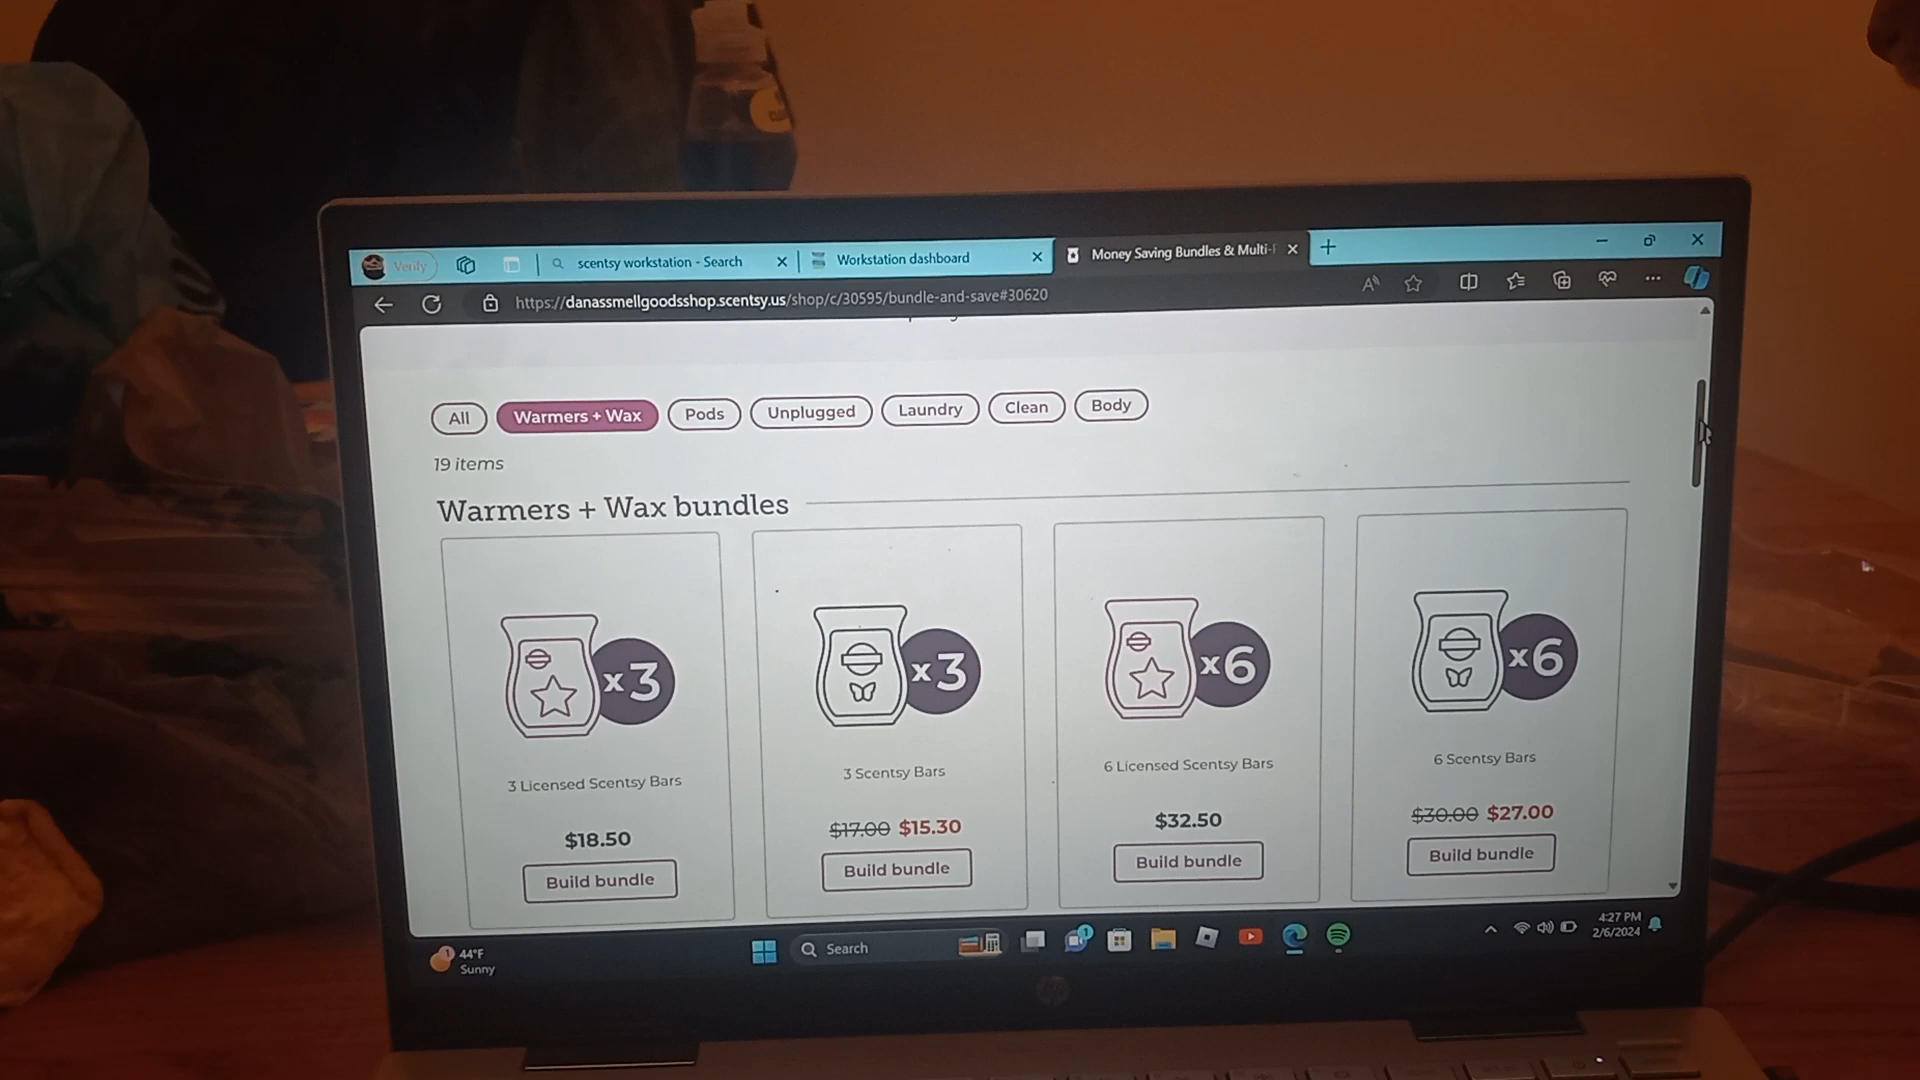 Verify
scentsy workstation - Search
Workstation dashboard
Money Saving Bundles & Multi-
https://danassmellgoodsshop.scentsy.us/shop/c/30595/bundle-and-save#30620
All
Warmers + Wax
Pods
Unplugged
Laundry
Clean
Body
19 items
Warmers + Wax bundles
x3
x3
x6
x6
3 Licensed Scentsy Bars
3 Scentsy Bars
6 Licensed Scentsy Bars
6 Scentsy Bars
$18.50
$17.00 $15.30
$32.50
$30.00 $27.00
Build bundle
Build bundle
Build bundle
Build bundle
1
44°F
Sunny
Search
1
4:27 PM
2/6/2024
hp